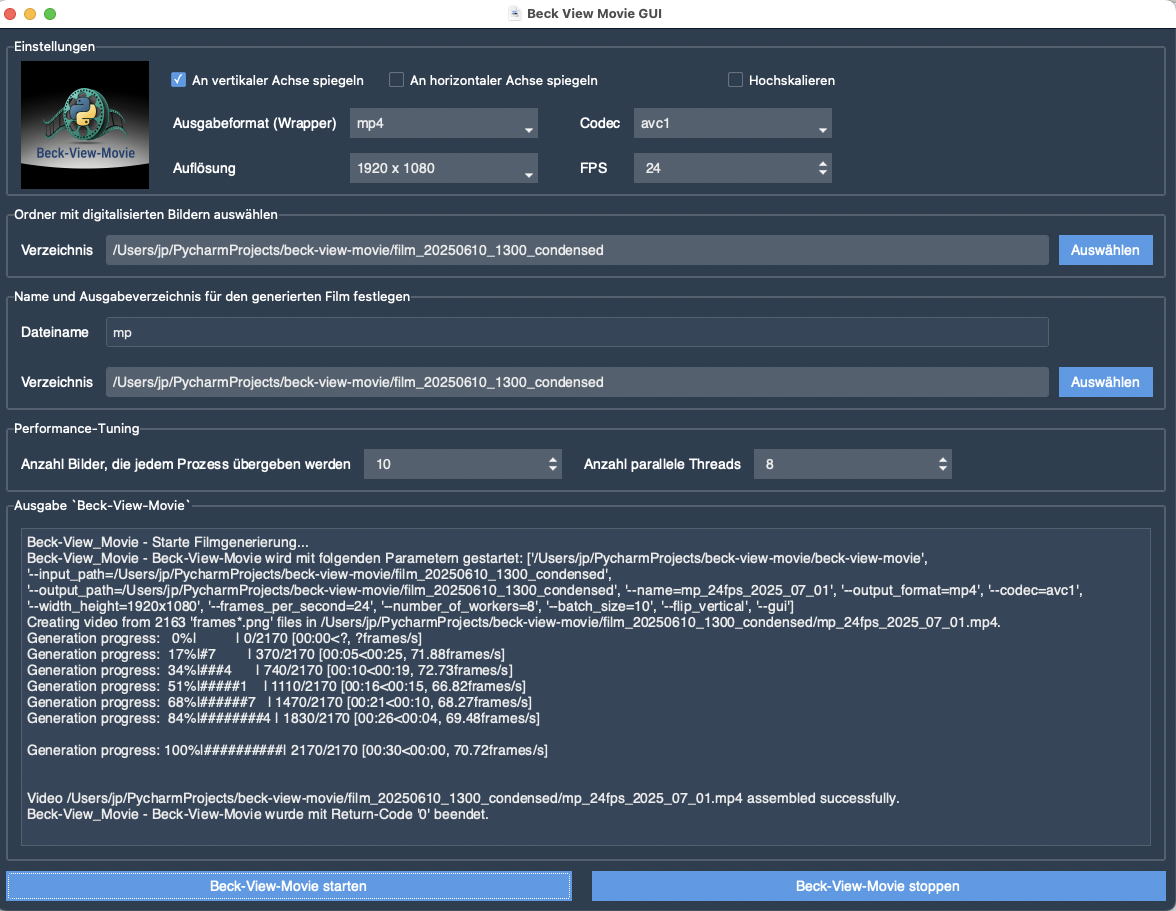 Beck View Movie GUI
Einstellungen
Beck-View-Movie
An vertikaler Achse spiegeln
An horizontaler Achse spiegeln
Hochskalieren
Ausgabeformat (Wrapper)
mp4
Codec
avc1
Auflösung
1920 x 1080
FPS
24
Ordner mit digitalisierten Bildern auswählen
Verzeichnis
/Users/jp/PycharmProjects/beck-view-movie/film_20250610_1300_condensed
Auswählen
Name und Ausgabeverzeichnis für den generierten Film festlegen
Dateiname
mp
Verzeichnis
/Users/jp/PycharmProjects/beck-view-movie/film_20250610_1300_condensed
Auswählen
Performance-Tuning
Anzahl Bilder, die jedem Prozess übergeben werden
10
Anzahl parallele Threads
8
Ausgabe `Beck-View-Movie`
Beck-View_Movie - Starte Filmgenerierung...
Beck-View_Movie - Beck-View-Movie wird mit folgenden Parametern gestartet: ['/Users/jp/PycharmProjects/beck-view-movie/beck-view-movie',
'--input_path=/Users/jp/PycharmProjects/beck-view-movie/film_20250610_1300_condensed',
'--output_path=/Users/jp/PycharmProjects/beck-view-movie/film_20250610_1300_condensed', '--name=mp_24fps_2025_07_01', '--output_format=mp4', '--codec=avc1',
'--width_height=1920x1080', '--frames_per_second=24', '--number_of_workers=8', '--batch_size=10', '--flip_vertical', '--gui']
Creating video from 2163 'frames*.png' files in /Users/jp/PycharmProjects/beck-view-movie/film_20250610_1300_condensed/mp_24fps_2025_07_01.mp4.
Generation progress:   0%|          | 0/2170 [00:00<?, ?frames/s]
Generation progress:  17%|#7        | 370/2170 [00:05<00:25, 71.88frames/s]
Generation progress:  34%|###4      | 740/2170 [00:10<00:19, 72.73frames/s]
Generation progress:  51%|#####1    | 1110/2170 [00:16<00:15, 66.82frames/s]
Generation progress:  68%|######7   | 1470/2170 [00:21<00:10, 68.27frames/s]
Generation progress:  84%|########4 | 1830/2170 [00:26<00:04, 69.48frames/s]
Generation progress: 100%|##########| 2170/2170 [00:30<00:00, 70.72frames/s]
Video /Users/jp/PycharmProjects/beck-view-movie/film_20250610_1300_condensed/mp_24fps_2025_07_01.mp4 assembled successfully.
Beck-View_Movie - Beck-View-Movie wurde mit Return-Code '0' beendet.
Beck-View-Movie starten
Beck-View-Movie stoppen